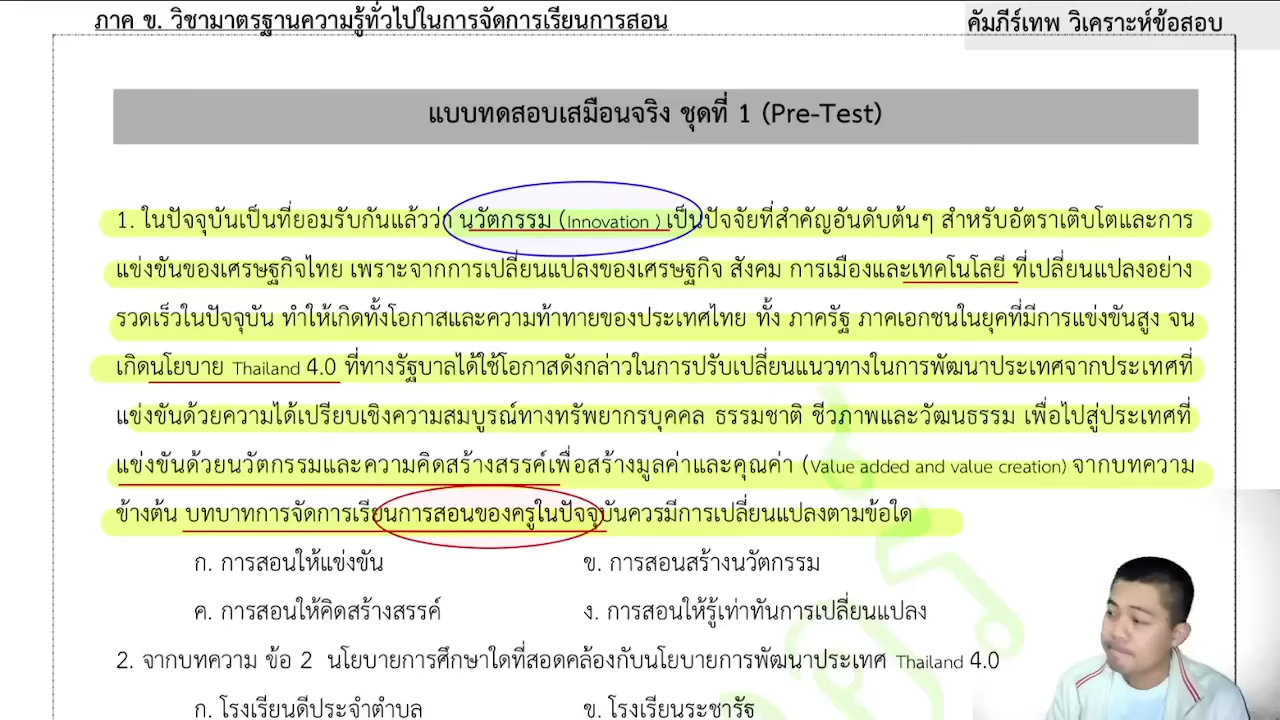 ภาค ข. วิชามาตรฐานความรู้ทั่วไปในการจัดการเรียนการสอน
คัมภีร์เทพ วิเคราะห์ข้อสอบ
แบบทดสอบเสมือนจริง ชุดที่ 1 (Pre-Test)
1. ในปัจจุบันเป็นที่ยอมรับกันแล้วว่า นวัตกรรม (Innovation ) เป็นปัจจัยที่สำคัญอันดับต้นๆ สำหรับอัตราเติบโตและการ
แข่งขันของเศรษฐกิจไทย เพราะจากการเปลี่ยนแปลงของเศรษฐกิจ สังคม การเมืองและเทคโนโลยี ที่เปลี่ยนแปลงอย่าง
รวดเร็วในปัจจุบัน ทำให้เกิดทั้งโอกาสและความท้าทายของประเทศไทย ทั้ง ภาครัฐ ภาคเอกชนในยุคที่มีการแข่งขันสูง จน
เกิดนโยบาย Thailand 4.0 ที่ทางรัฐบาลได้ใช้โอกาสดังกล่าวในการปรับเปลี่ยนแนวทางในการพัฒนาประเทศจากประเทศที่
แข่งขันด้วยความได้เปรียบเชิงความสมบูรณ์ทางทรัพยากรบุคคล ธรรมชาติ ชีวภาพและวัฒนธรรม เพื่อไปสู่ประเทศที่
แข่งขันด้วยนวัตกรรมและความคิดสร้างสรรค์เพื่อสร้างมูลค่าและคุณค่า (Value added and value creation) จากบทความ
ข้างต้น บทบาทการจัดการเรียนการสอนของครูในปัจจุบันควรมีการเปลี่ยนแปลงตามข้อใด
ก. การสอนให้แข่งขัน
ข. การสอนสร้างนวัตกรรม
ค. การสอนให้คิดสร้างสรรค์
ง. การสอนให้รู้เท่าทันการเปลี่ยนแปลง
2. จากบทความ ข้อ 2 นโยบายการศึกษาใดที่สอดคล้องกับนโยบายการพัฒนาประเทศ Thailand 4.0
ก. โรงเรียนดีประจำตำบล
ข. โรงเรียนประชารัฐ